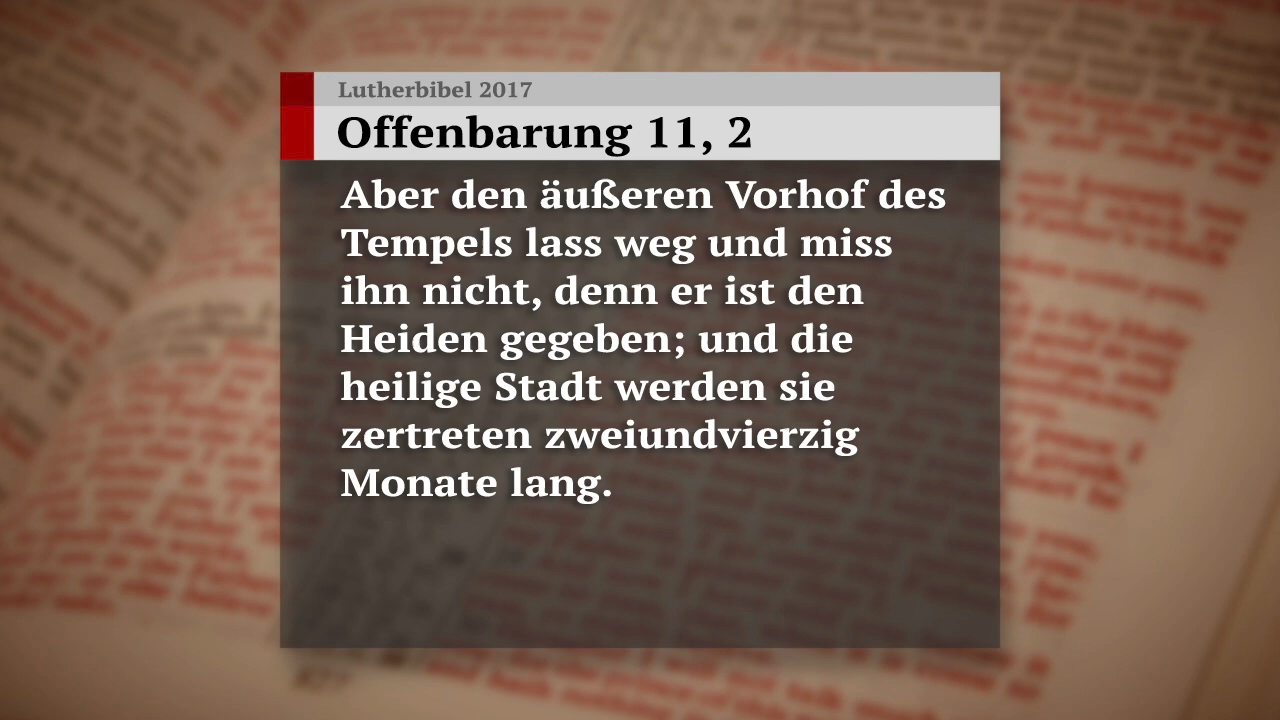 Lutherbibel 2017
Offenbarung 11, 2
Aber den äußeren Vorhof des
Tempels lass weg und miss
ihn nicht, denn er ist den
Heiden gegeben; und die
heilige Stadt werden sie
zertreten zweiundvierzig
Monate lang.